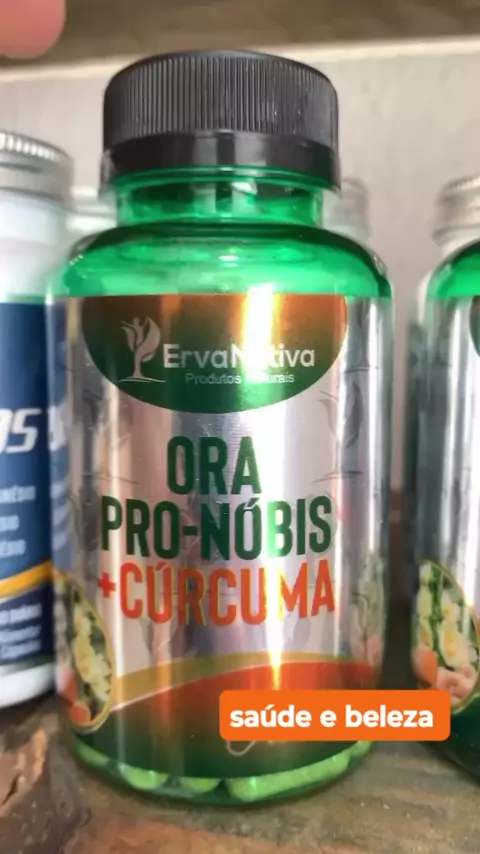 ErvaNativa
Produtos Naturais
ORA
PRO-NÓBIS
+CÚRCUMA
saúde e beleza